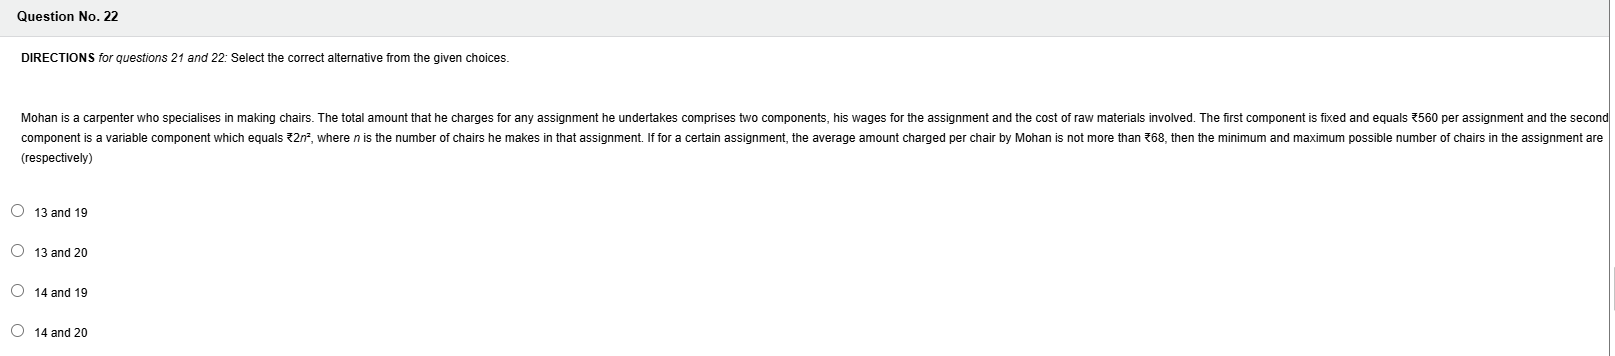 Question No. 22
DIRECTIONS for questions 21 and 22: Select the correct alternative from the given choices.
Mohan is a carpenter who specialises in making chairs. The total amount that he charges for any assignment he undertakes comprises two components, his wages for the assignment and the cost of raw materials involved. The first component is fixed and equals ₹560 per assignment and the second
component is a variable component which equals ₹2n², where n is the number of chairs he makes in that assignment. If for a certain assignment, the average amount charged per chair by Mohan is not more than ₹68, then the minimum and maximum possible number of chairs in the assignment are
(respectively)
13 and 19
13 and 20
14 and 19
14 and 20